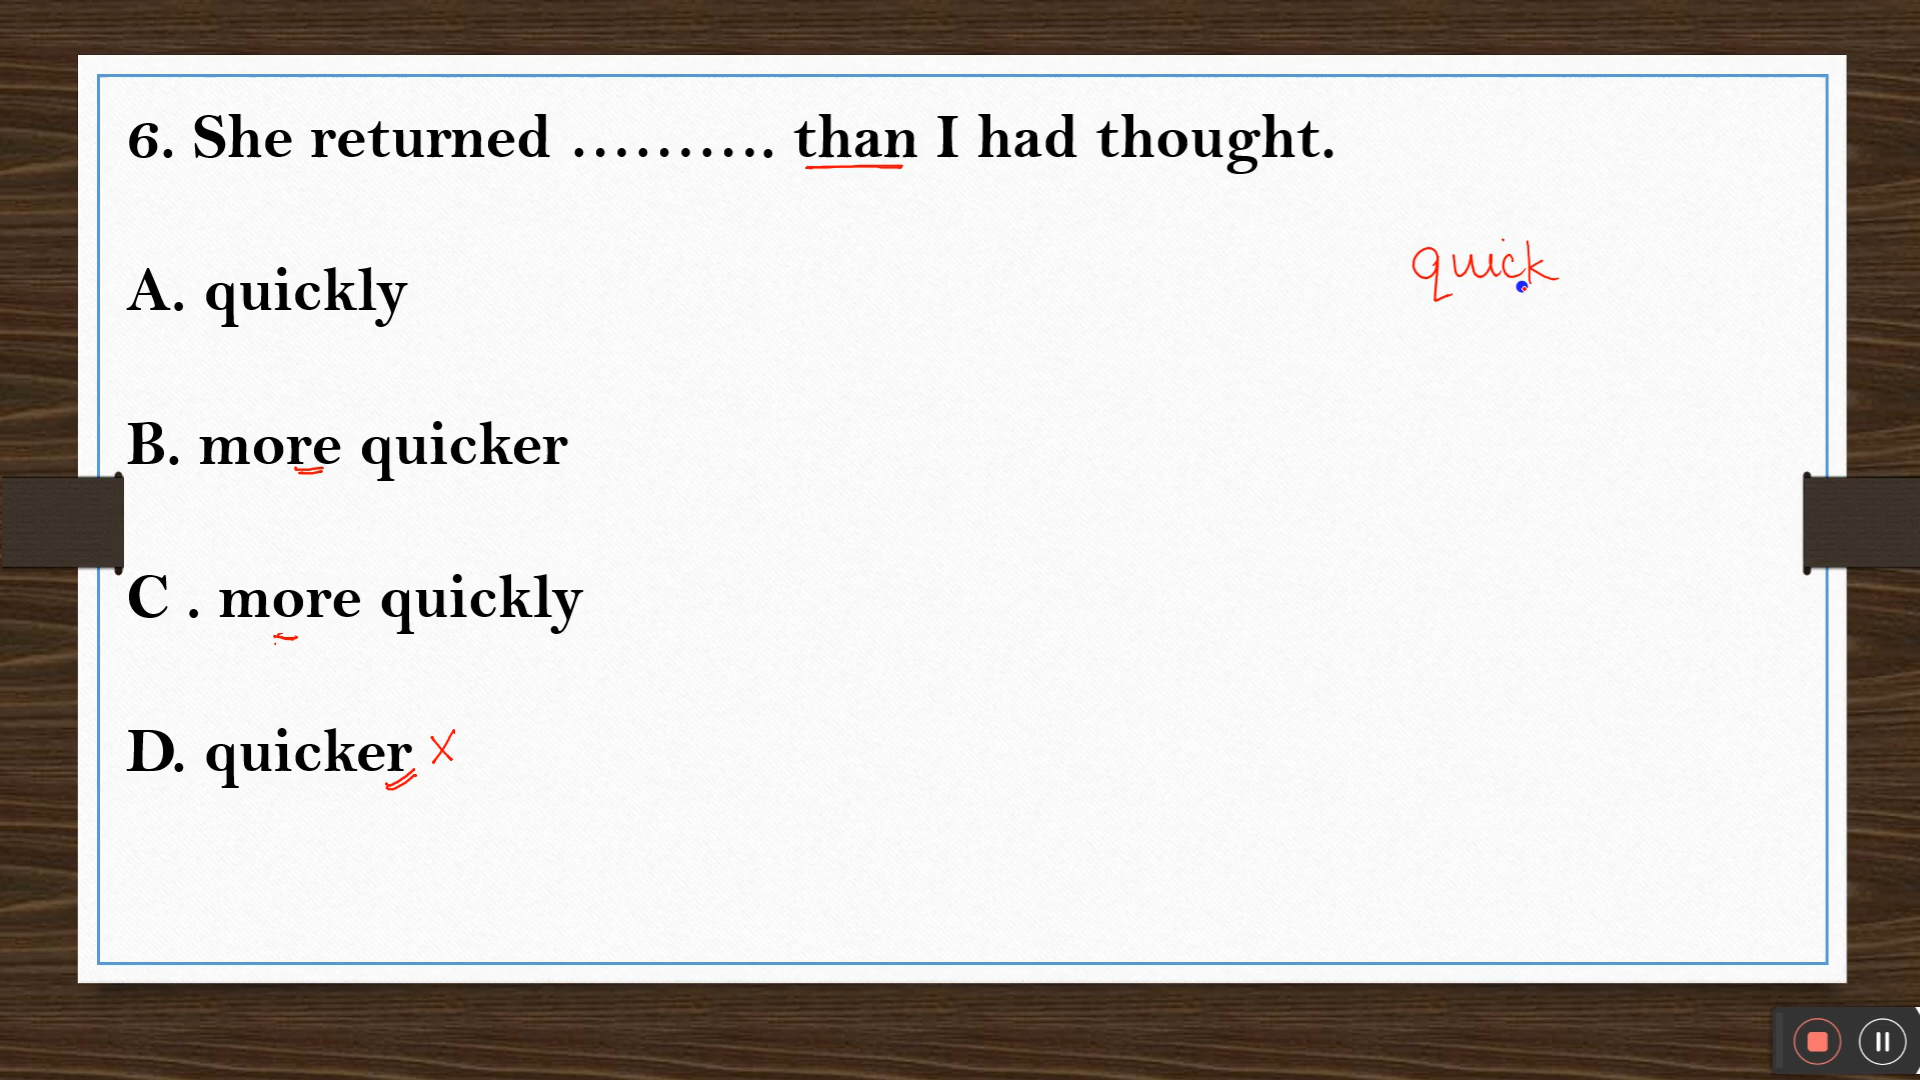 6. She returned .......... than I had thought.
quick
A. quickly
B. more quicker
C . more quickly
D. quicker X